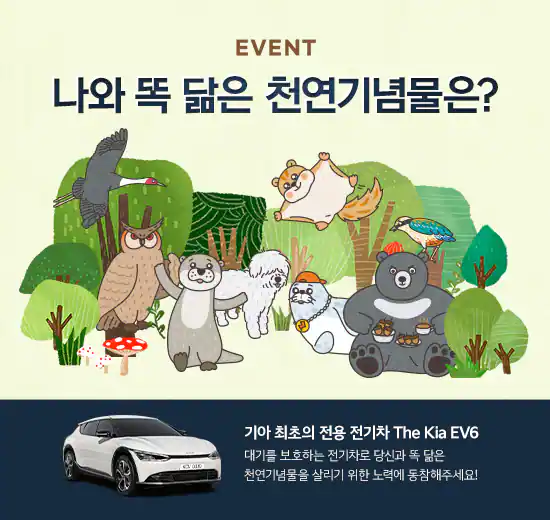 EVENT
나와 똑 닮은 천연기념물은?
기아 최초의 전용 전기차 The Kia EV6
대기를 보호하는 전기차로 당신과 똑 닮은
천연기념물을 살리기 위한 노력에 동참해주세요!